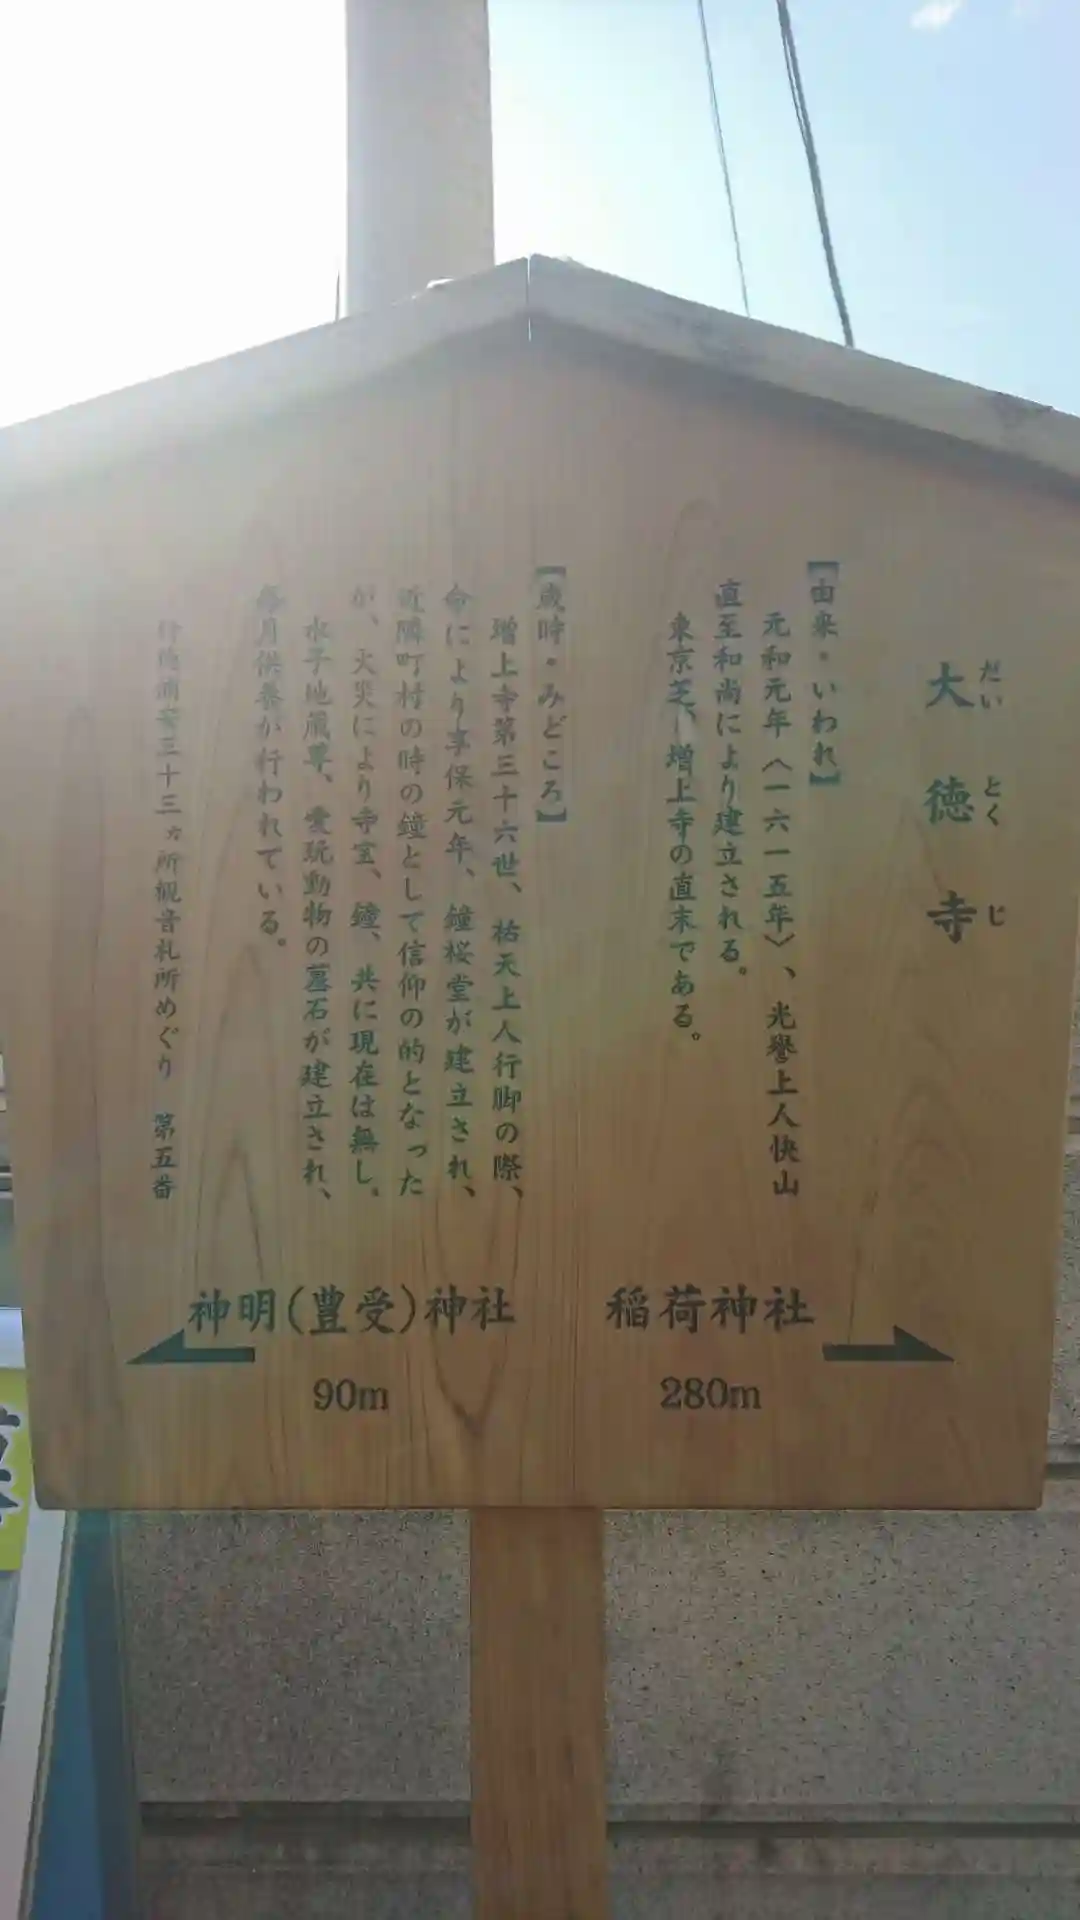 大徳寺
だいとくじ
【由来・いわれ】
元和元年〈一六一五年〉、光誉上人快山
直至和尚により建立される。
東京芝、増上寺の直末である。
【歳時・みどころ】
増上寺第三十六世、祐天上人行脚の際、
命により享保元年、鐘桜堂が建立され、
近隣町村の時の鐘として信仰の的となった
が、火災により寺宝、鐘、共に現在は無し。
水子地蔵尊、愛玩動物の墓石が建立され、
毎月供養が行われている。
行徳浦安三十三ヵ所観音札所めぐり 第五番
稲荷神社
280m
神明(豊受)神社
90m